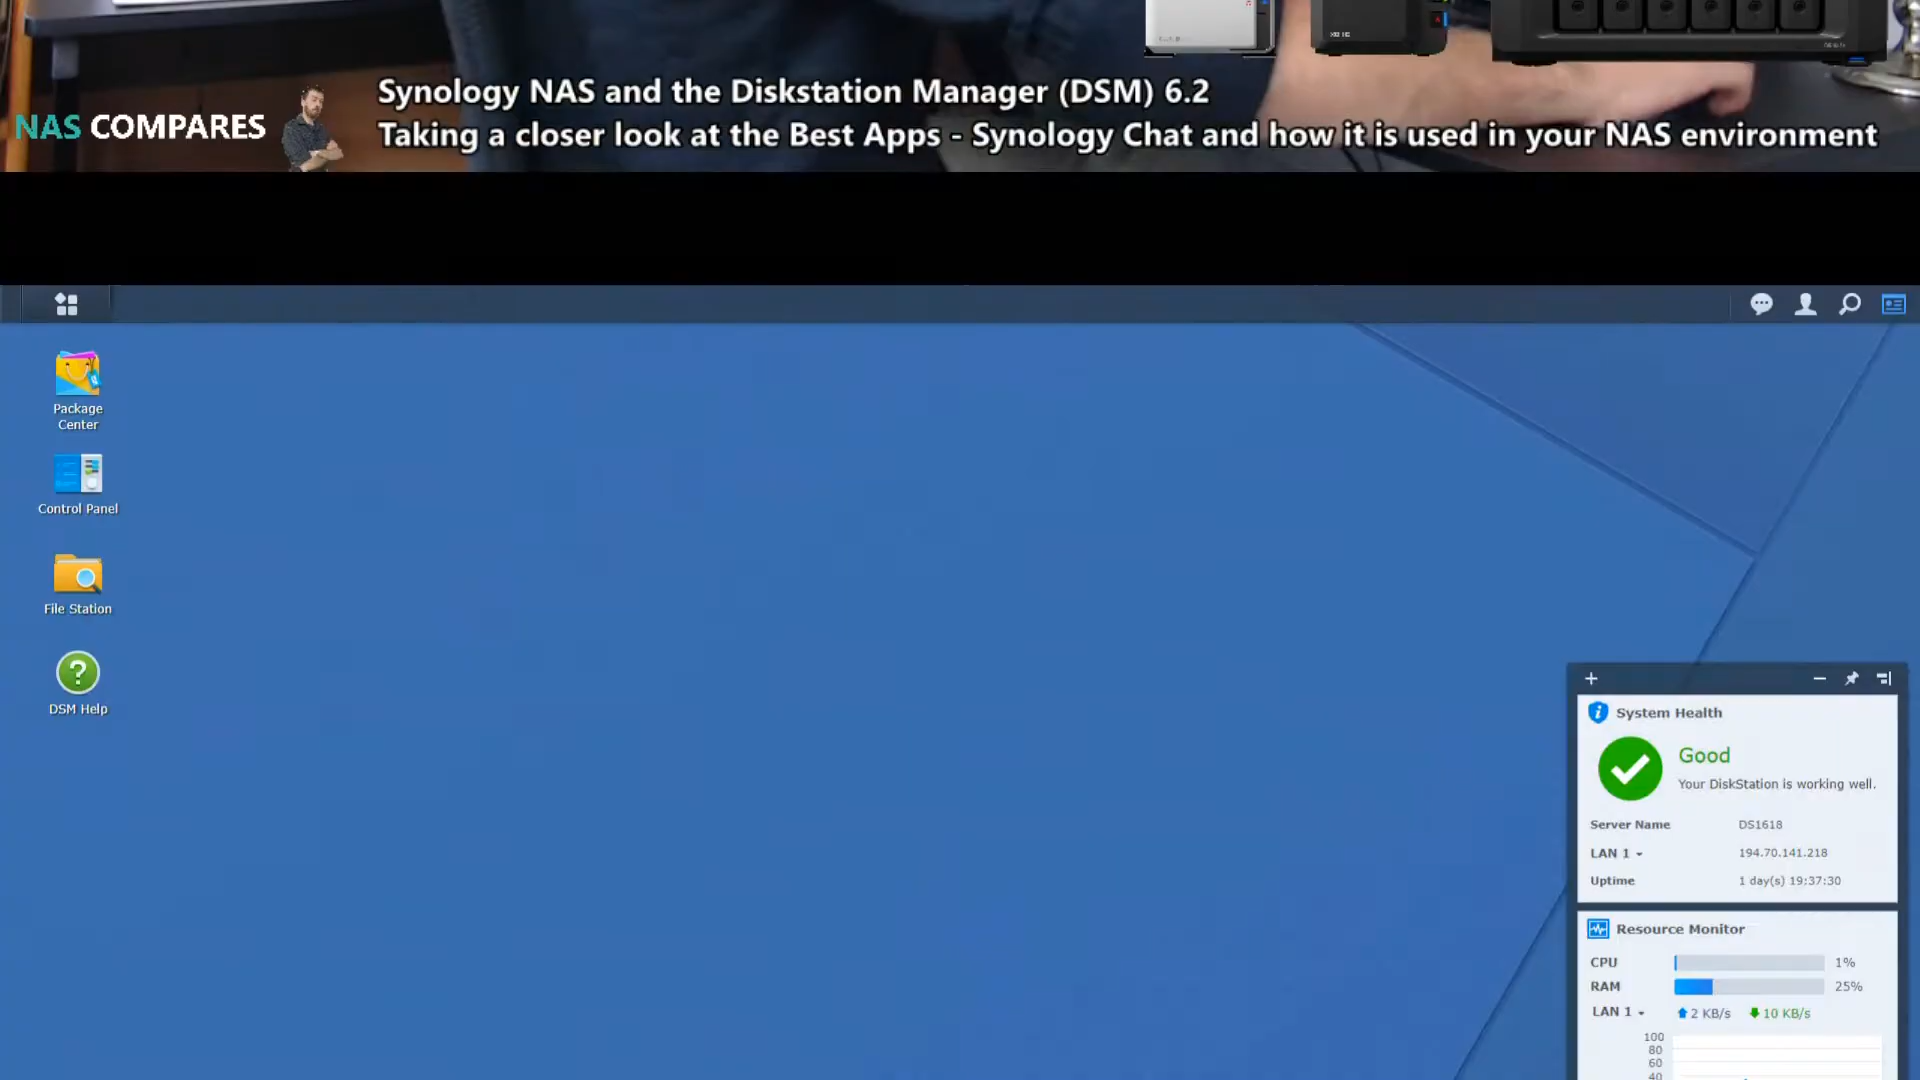 Synology NAS and the Diskstation Manager (DSM) 6.2
NAS COMPARES
Taking a closer look at the Best Apps - Synology Chat and how it is used in your NAS environment
Package
Center
Control Panel
File Station
DSM Help
System Health
Good
Your DiskStation is working well.
Server Name DS1618
LAN 1 194.70.141.218
Uptime 1 day(s) 19:37:30
Resource Monitor
CPU 1%
RAM 25%
LAN 1 2 KB/s 10 KB/s
100
80
60
40